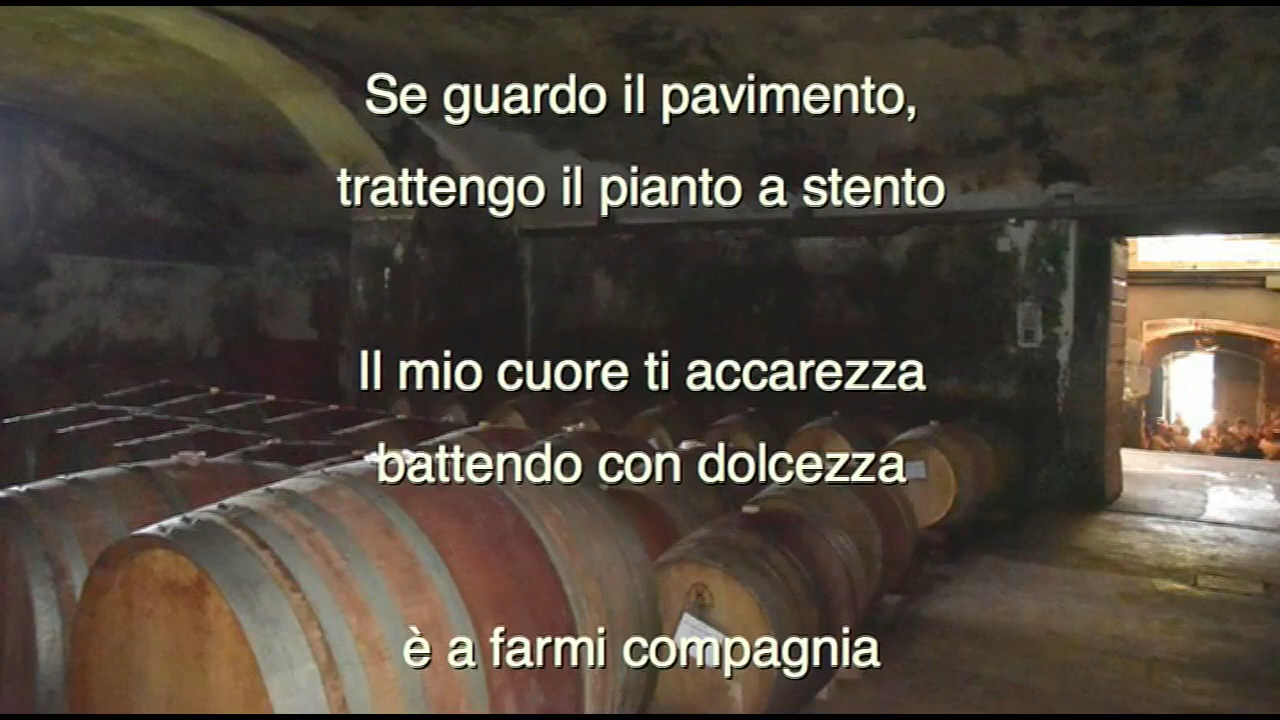 Se guardo il pavimento,
trattengo il pianto a stento
Il mio cuore ti accarezza
battendo con dolcezza
è a farmi compagnia